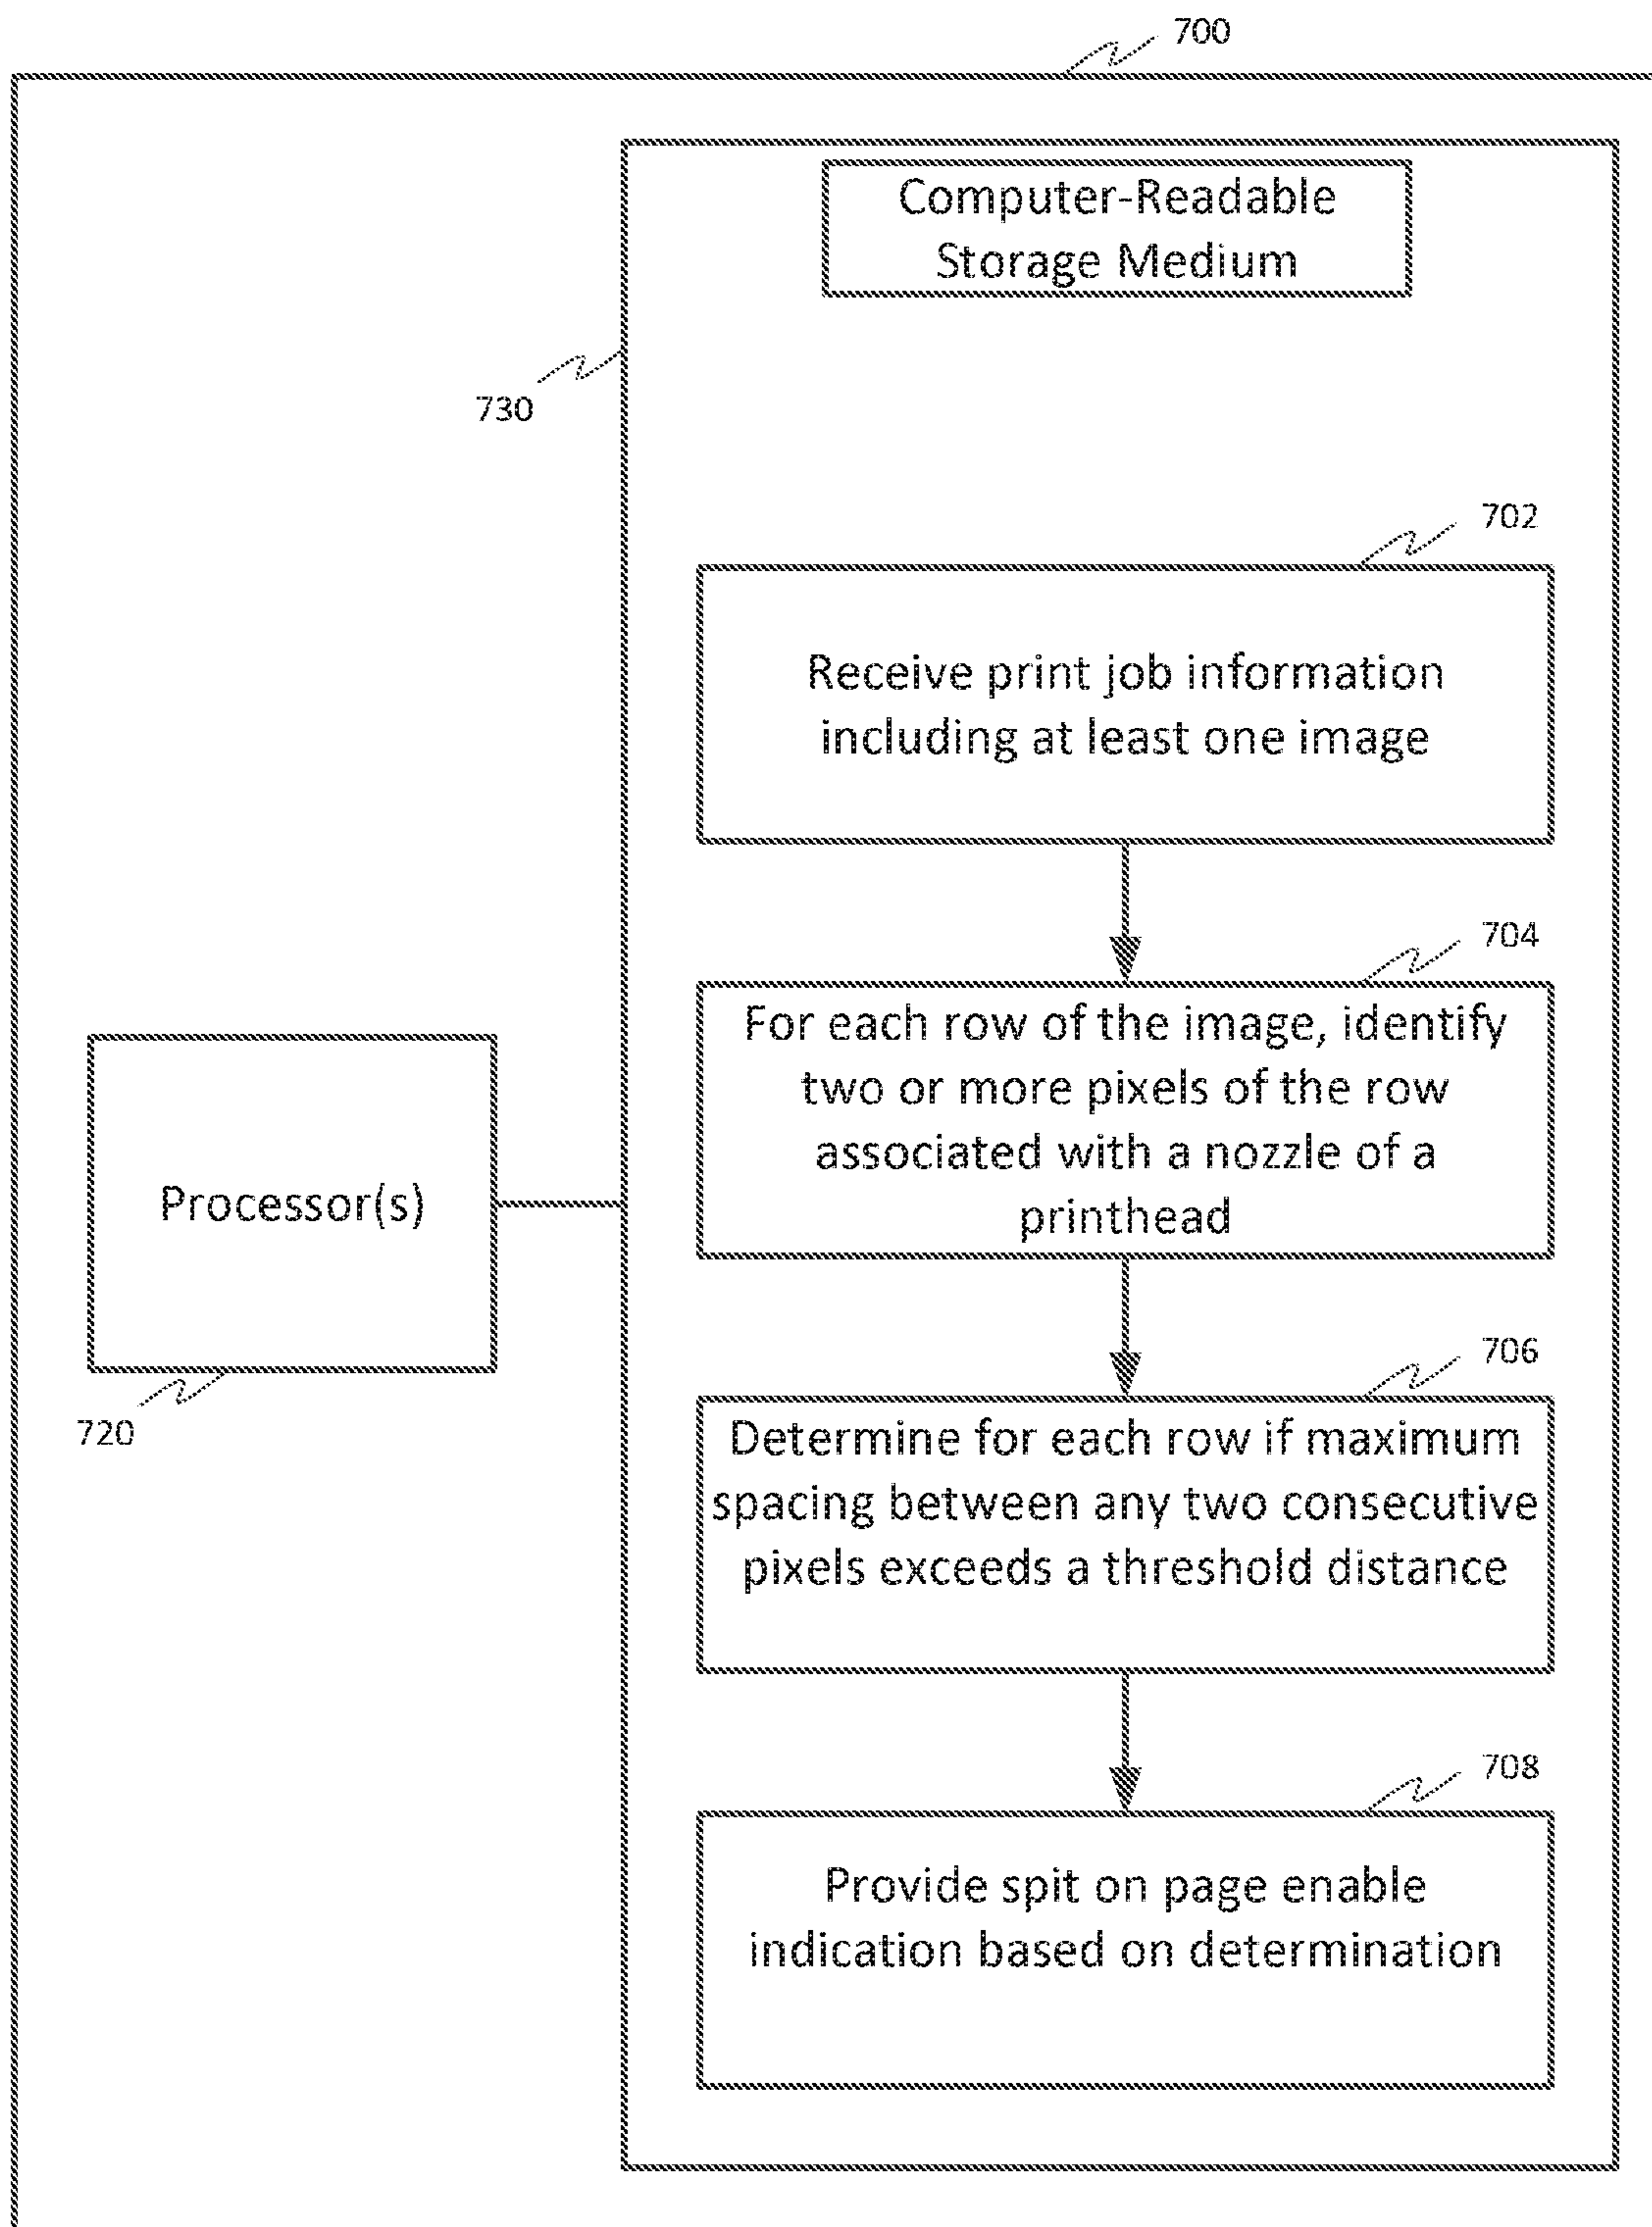 700
Computer-Readable
Storage Medium
730
702
Receive print job information
including at least one image
704
For each row of the image, identify
two or more pixels of the row
associated with a nozzle of a
printhead
Processor(s)
720
706
Determine for each row if maximum
spacing between any two consecutive
pixels exceeds a threshold distance
708
Provide spit on page enable
indication based on determination